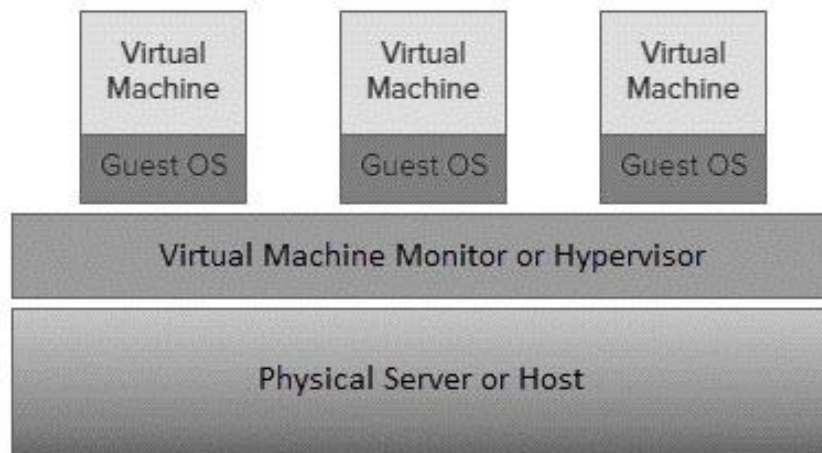 Virtual
Machine
Guest OS
Virtual
Machine
Guest OS
Virtual
Machine
Guest OS
Virtual Machine Monitor or Hypervisor
Physical Server or Host